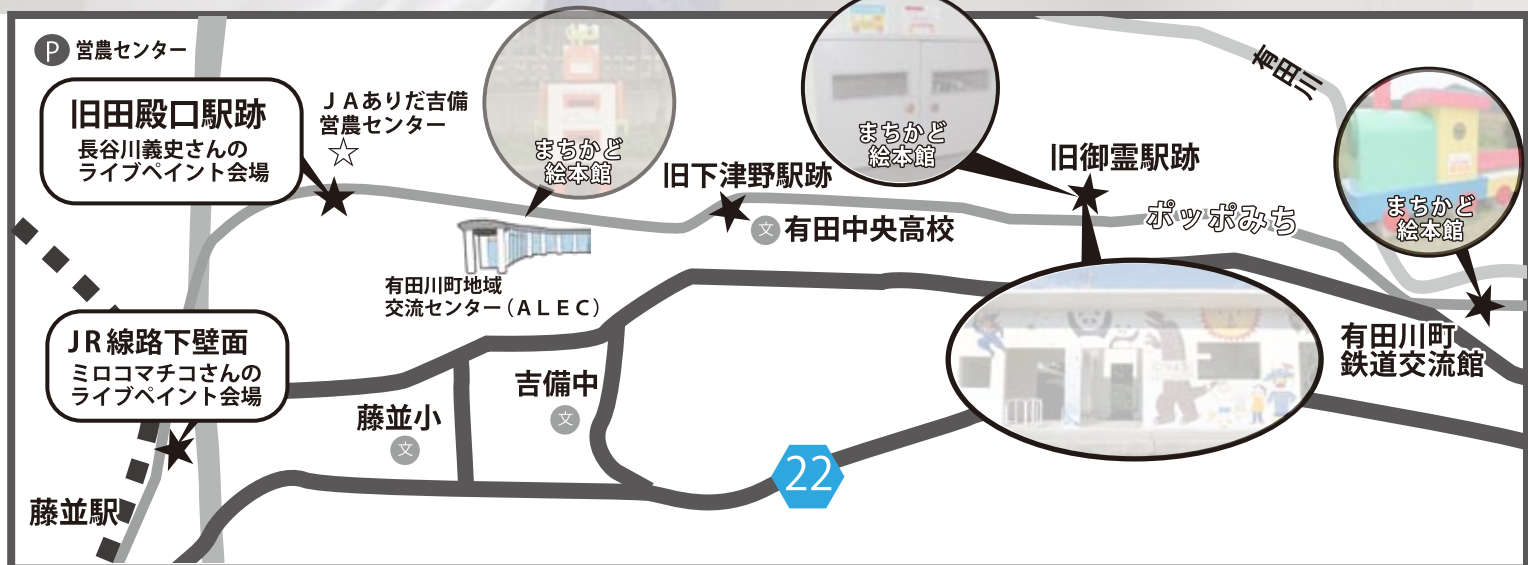 P 営農センター
旧田殿口駅跡
長谷川義史さんの
ライブペイント会場
ＪＡありだ吉備
営農センター
まちかど
絵本館
まちかど
絵本館
有田川
まちかど
絵本館
旧下津野駅跡
旧御霊駅跡
文 有田中央高校
ポッポみち
有田川町地域
交流センター（ＡＬＥＣ）
JR線路下壁面
ミロコマチコさんの
ライブペイント会場
有田川町
鉄道交流館
吉備中
文
藤並小
文
22
藤並駅